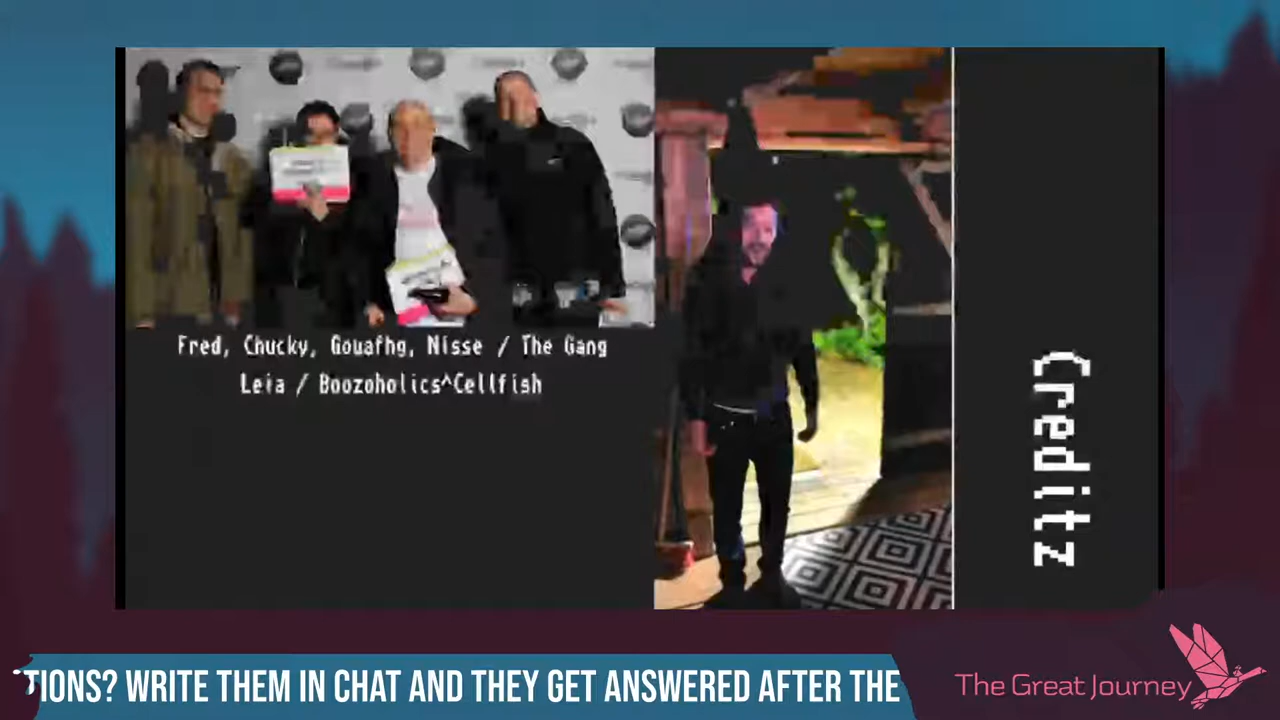 Fred, Chucky, Gouafhg, Nisse / The Gang
Leia / Boozoholics^Cellfish
Creditz
TIONS? WRITE THEM IN CHAT AND THEY GET ANSWERED AFTER THE
The Great Journey